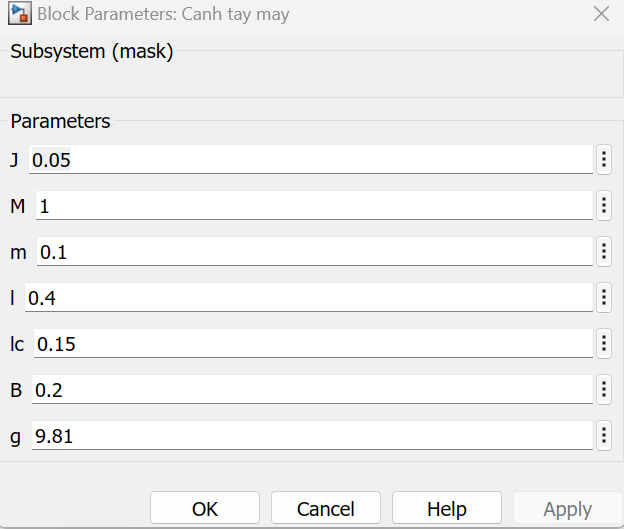 Block Parameters: Canh tay may
Subsystem (mask)
Parameters
J 0.05
M 1
m 0.1
l 0.4
lc 0.15
B 0.2
g 9.81
OK Cancel Help Apply